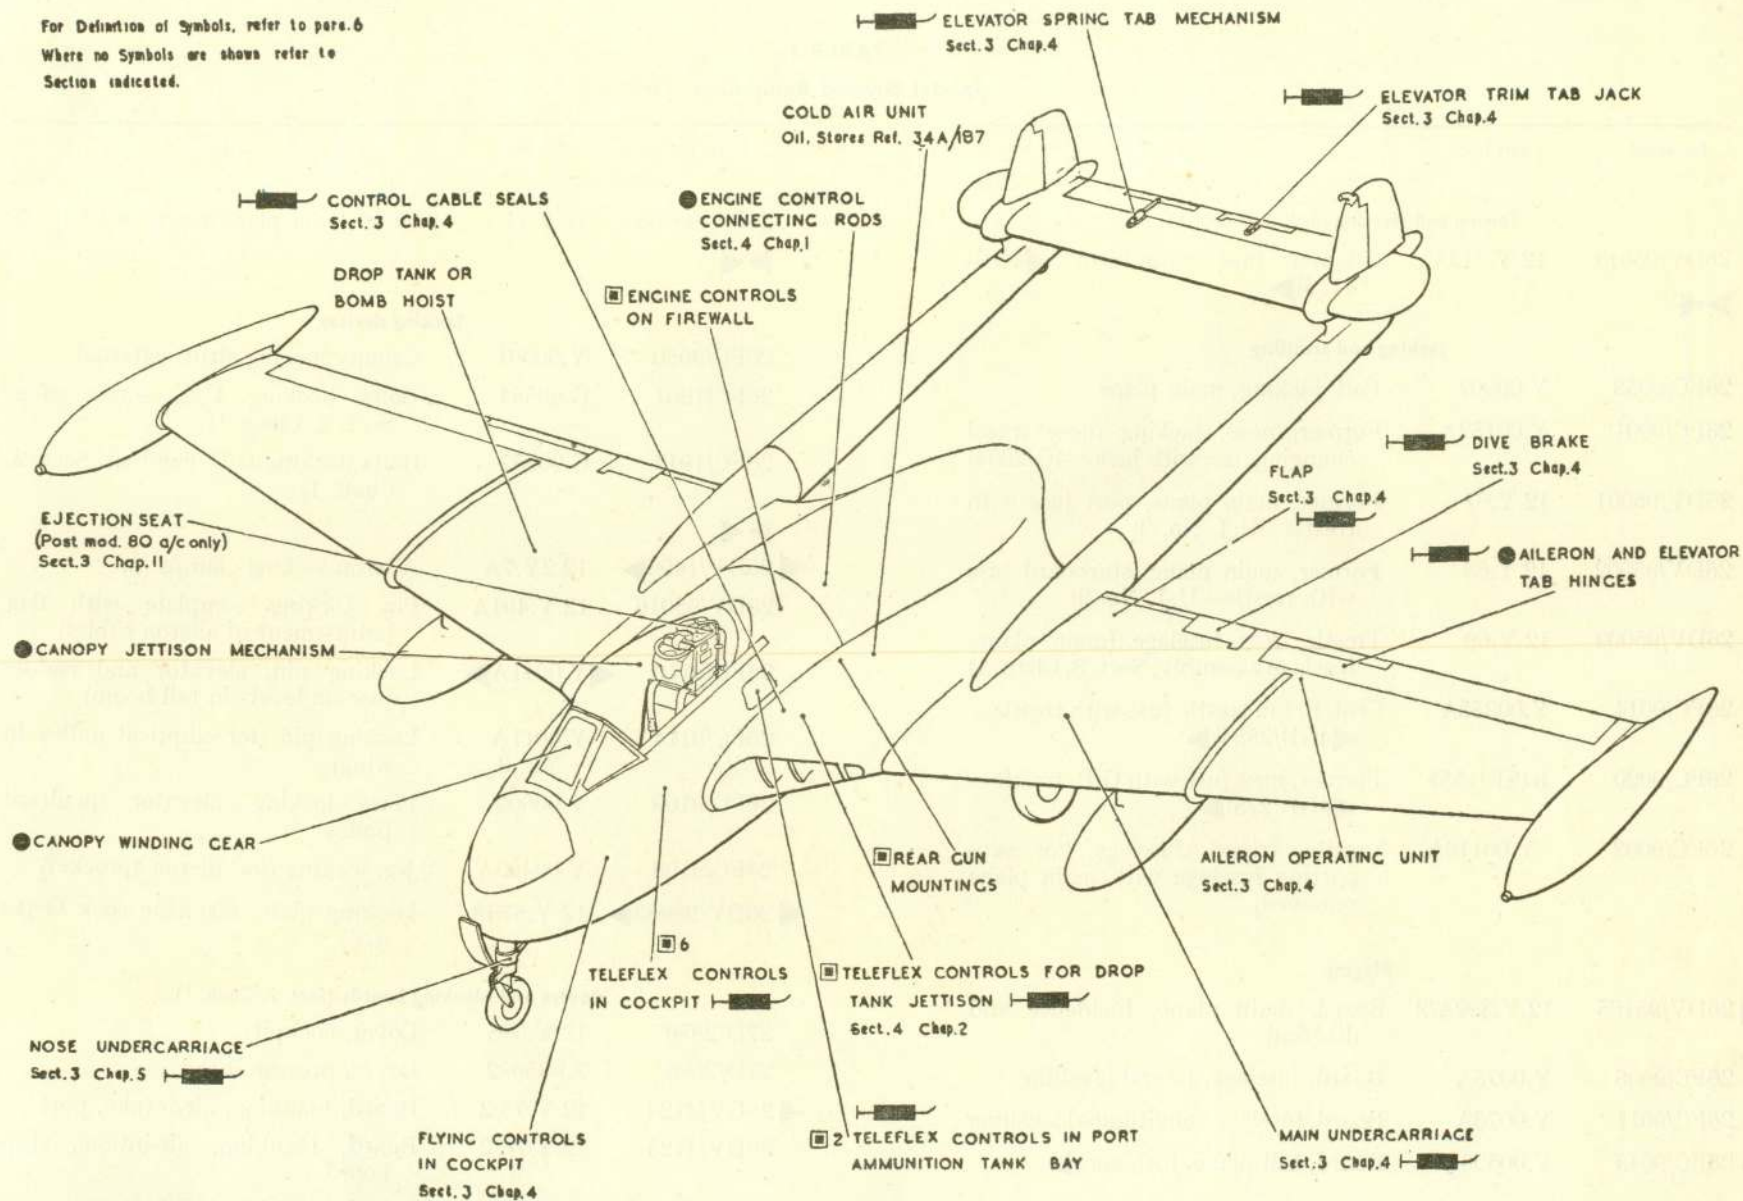 For Definition of Symbols, refer to para.6
Where no Symbols are shown refer to
Section indicated.
ELEVATOR SPRING TAB MECHANISM
Sect.3 Chap.4
ELEVATOR TRIM TAB JACK
Sect.3 Chap.4
COLD AIR UNIT
Oil, Stores Ref. 34A/187
CONTROL CABLE SEALS
Sect.3 Chap.4
ENGINE CONTROL
CONNECTING RODS
Sect.4 Chap.1
DROP TANK OR
BOMB HOIST
ENGINE CONTROLS
ON FIREWALL
DIVE BRAKE
Sect.3 Chap.4
FLAP
Sect.3 Chap.4
EJECTION SEAT
(Post mod. 80 a/c only)
Sect.3 Chap.11
AILERON AND ELEVATOR
TAB HINGES
CANOPY JETTISON MECHANISM
CANOPY WINDING GEAR
REAR GUN
MOUNTINGS
AILERON OPERATING UNIT
Sect.3 Chap.4
6
TELEFLEX CONTROLS
IN COCKPIT
TELEFLEX CONTROLS FOR DROP
TANK JETTISON
Sect.4 Chap.2
NOSE UNDERCARRIAGE
Sect.3 Chap.5
FLYING CONTROLS
IN COCKPIT
Sect.3 Chap.4
2 TELEFLEX CONTROLS IN PORT
AMMUNITION TANK BAY
MAIN UNDERCARRIAGE
Sect.3 Chap.4